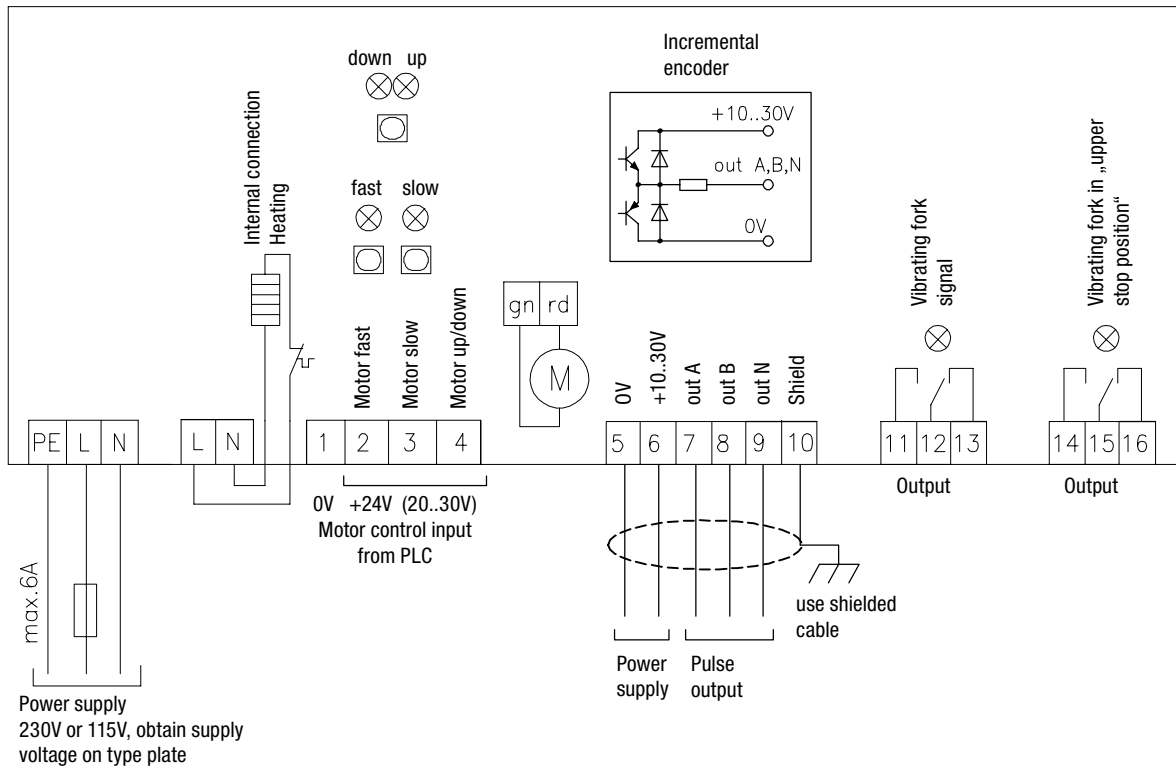 down up
Incremental
encoder
+10..30V
out A,B,N
0V
fast slow
Internal connection
Heating
Motor fast
Motor slow
Motor up/down
gn rd
M
0V
+10..30V
out A
out B
out N
Shield
Vibrating fork
signal
Vibrating fork in „upper
stop position“
PE L N
L N
1 2 3 4
5 6 7 8 9 10
11 12 13
14 15 16
0V +24V (20..30V)
Motor control input
from PLC
Output
Output
max.6A
use shielded
cable
Power
supply
Pulse
output
Power supply
230V or 115V, obtain supply
voltage on type plate